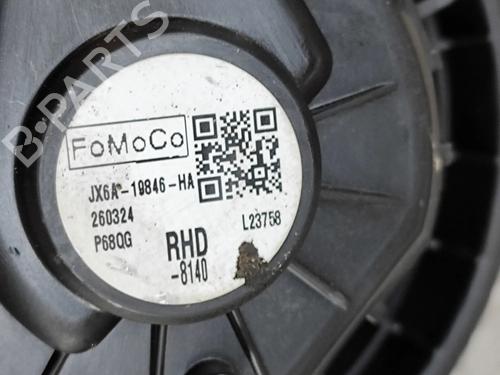 B-PARTS
FoMoCo
JX6A-19846-HA
260324
P68QG
L23758
RHD
-8140